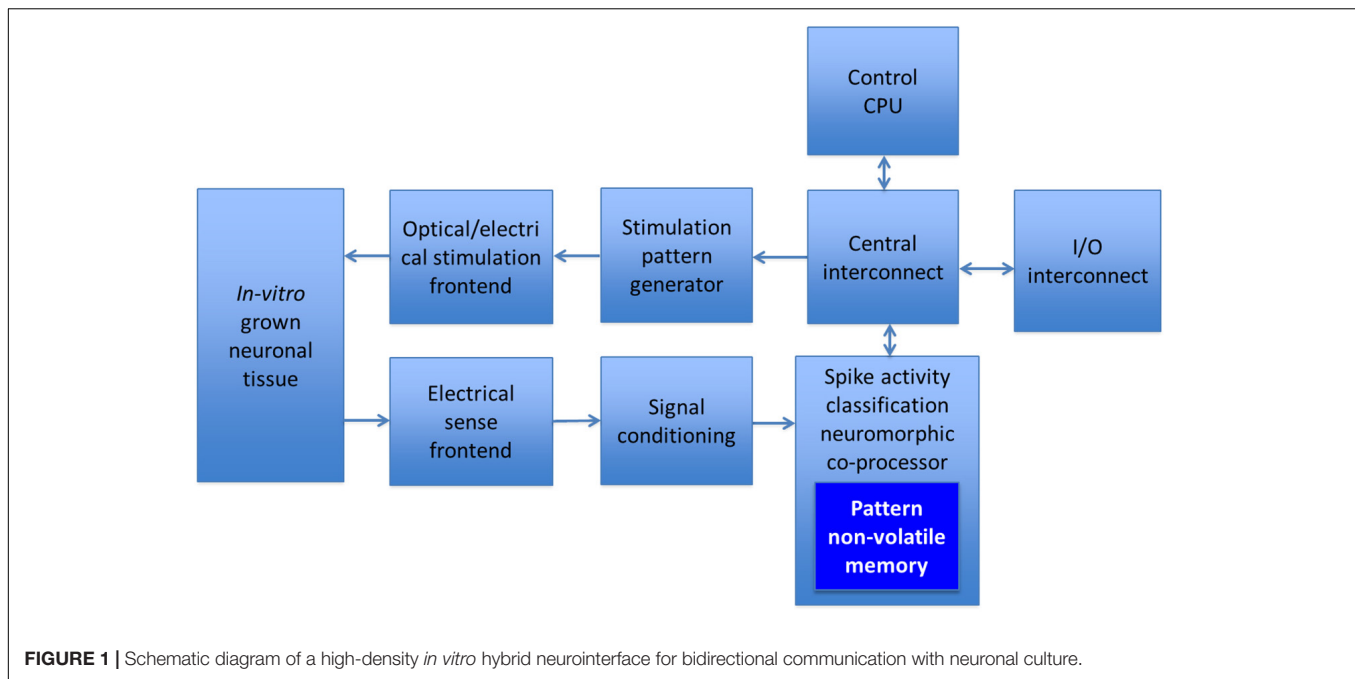 Control
CPU
In-vitro
grown
neuronal
tissue
Optical/electri
cal stimulation
frontend
Stimulation
pattern
generator
Central
interconnect
I/O
interconnect
Electrical
sense
frontend
Signal
conditioning
Spike activity
classification
neuromorphic
co-processor
Pattern
non-volatile
memory
FIGURE 1 | Schematic diagram of a high-density in vitro hybrid neurointerface for bidirectional communication with neuronal culture.